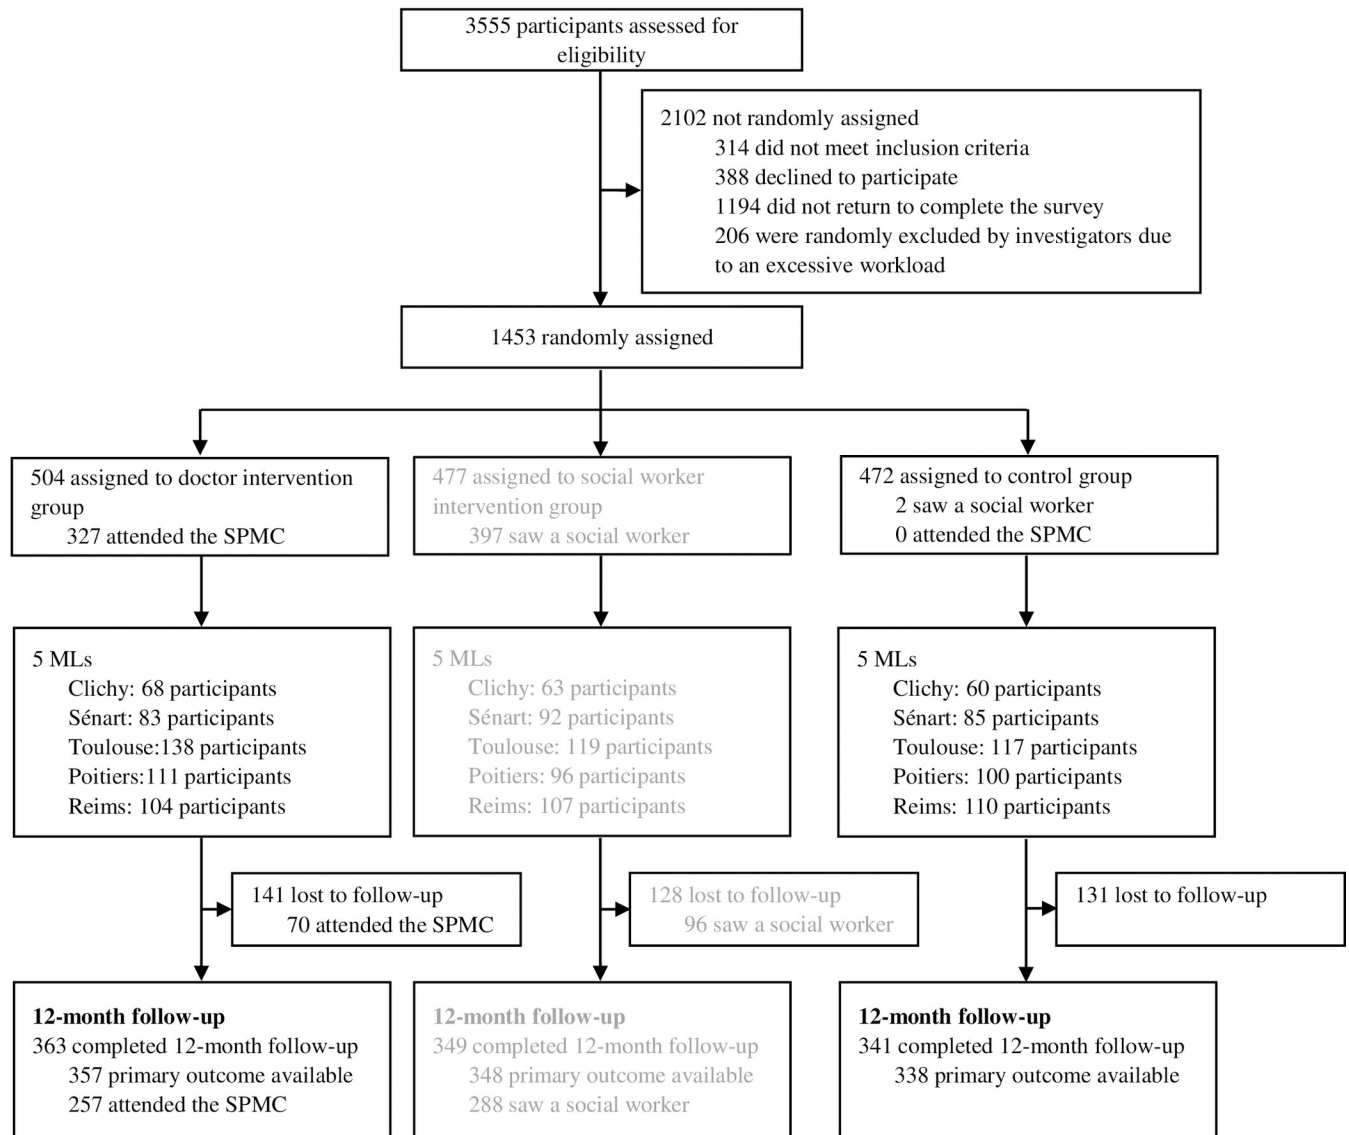 3555 participants assessed for
eligibility
2102 not randomly assigned
314 did not meet inclusion criteria
388 declined to participate
1194 did not return to complete the survey
206 were randomly excluded by investigators due
to an excessive workload
1453 randomly assigned
504 assigned to doctor intervention
group
327 attended the SPMC
477 assigned to social worker
intervention group
397 saw a social worker
472 assigned to control group
2 saw a social worker
0 attended the SPMC
5 MLs
Clichy: 68 participants
Sénart: 83 participants
Toulouse:138 participants
Poitiers:111 participants
Reims: 104 participants
5 MLs
Clichy: 63 participants
Sénart: 92 participants
Toulouse: 119 participants
Poitiers: 96 participants
Reims: 107 participants
5 MLs
Clichy: 60 participants
Sénart: 85 participants
Toulouse: 117 participants
Poitiers: 100 participants
Reims: 110 participants
141 lost to follow-up
70 attended the SPMC
128 lost to follow-up
96 saw a social worker
131 lost to follow-up
12-month follow-up
363 completed 12-month follow-up
357 primary outcome available
257 attended the SPMC
12-month follow-up
349 completed 12-month follow-up
348 primary outcome available
288 saw a social worker
12-month follow-up
341 completed 12-month follow-up
338 primary outcome available